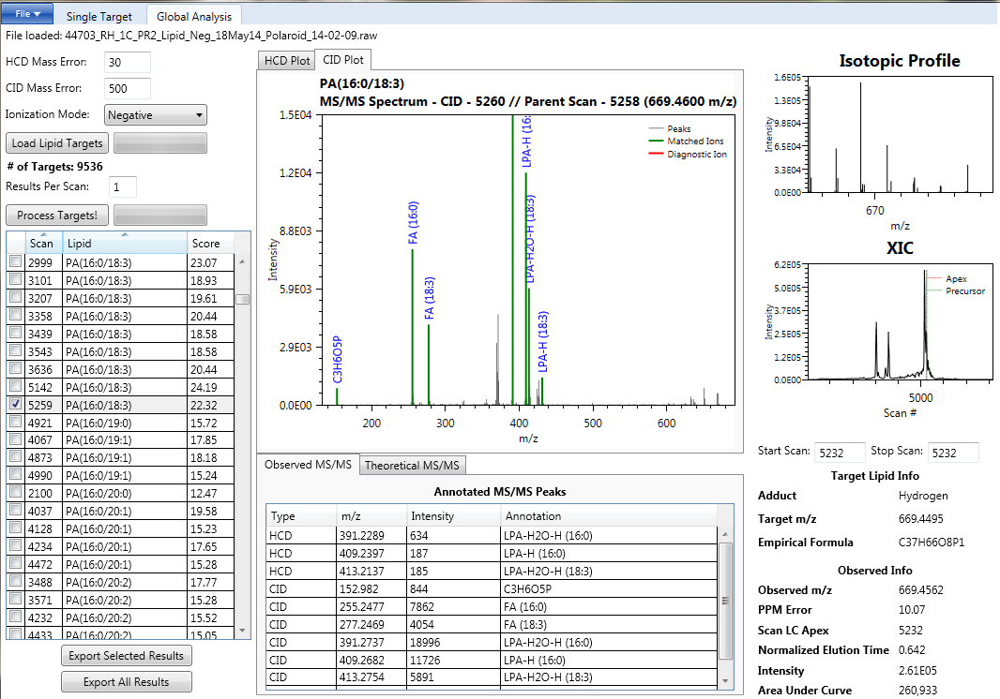 File ▾
Single Target
Global Analysis
File loaded: 44703_RH_1C_PR2_Lipid_Neg_18May14_Polaroid_14-02-09.raw
HCD Mass Error: 30
CID Mass Error: 500
Ionization Mode: Negative
Load Lipid Targets
# of Targets: 9536
Results Per Scan: 1
Process Targets!
Scan Lipid Score
2999 PA(16:0/18:3) 23.07
3101 PA(16:0/18:3) 18.93
3207 PA(16:0/18:3) 19.61
3358 PA(16:0/18:3) 20.44
3439 PA(16:0/18:3) 18.58
3543 PA(16:0/18:3) 18.58
3636 PA(16:0/18:3) 20.44
5142 PA(16:0/18:3) 24.19
5259 PA(16:0/18:3) 22.32
4921 PA(16:0/19:0) 15.72
4067 PA(16:0/19:1) 17.85
4873 PA(16:0/19:1) 18.18
4990 PA(16:0/19:1) 15.24
2100 PA(16:0/20:0) 12.47
4037 PA(16:0/20:1) 19.58
4128 PA(16:0/20:1) 15.23
4234 PA(16:0/20:1) 17.65
4472 PA(16:0/20:1) 15.28
3488 PA(16:0/20:2) 17.77
3571 PA(16:0/20:2) 15.28
4232 PA(16:0/20:2) 15.52
4433 PA(16:0/20:2) 15.05
Export Selected Results
Export All Results
HCD Plot
CID Plot
PA(16:0/18:3)
MS/MS Spectrum - CID - 5260 // Parent Scan - 5258 (669.4600 m/z)
1.5E04
1.2E04
8.8E03
5.9E03
2.9E03
0.0E00
Intensity
200 300 400 500 600
m/z
C3H6O5P
FA (16:0)
FA (18:3)
LPA-H (16:
LPA-H2O-H (18:3)
LPA-H (18:3)
Peaks
Matched Ions
Diagnostic Ion
Observed MS/MS
Theoretical MS/MS
Annotated MS/MS Peaks
Type m/z Intensity Annotation
HCD 391.2289 634 LPA-H2O-H (16:0)
HCD 409.2397 187 LPA-H (16:0)
HCD 413.2137 185 LPA-H2O-H (18:3)
CID 152.982 844 C3H6O5P
CID 255.2477 7862 FA (16:0)
CID 277.2469 4054 FA (18:3)
CID 391.2737 18996 LPA-H2O-H (16:0)
CID 409.2682 11726 LPA-H (16:0)
CID 413.2754 5891 LPA-H2O-H (18:3)
Isotopic Profile
1.6E05
1.3E05
9.8E04
6.5E04
3.3E04
0.0E00
Intensity
670
m/z
XIC
6.2E05
5.0E05
3.7E05
2.5E05
1.2E05
0.0E00
Intensity
Apex
Precursor
5000
Scan #
Start Scan: 5232 Stop Scan: 5232
Target Lipid Info
Adduct Hydrogen
Target m/z 669.4495
Empirical Formula C37H66O8P1
Observed Info
Observed m/z 669.4562
PPM Error 10.07
Scan LC Apex 5232
Normalized Elution Time 0.642
Intensity 2.61E05
Area Under Curve 260,933